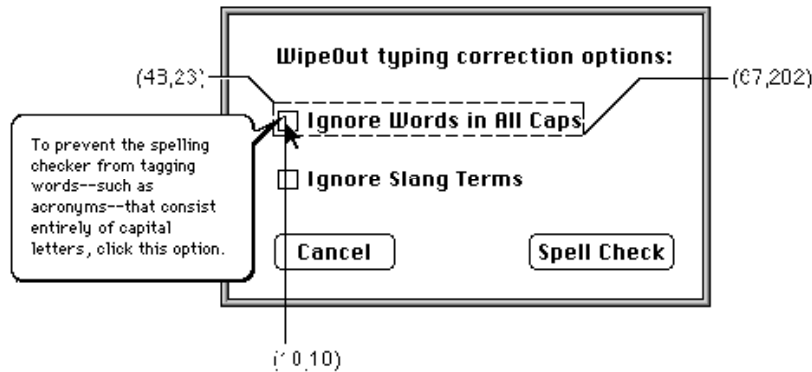 WipeOut typing correction options:
(43,23)
(67,202)
Ignore Words in All Caps
To prevent the spelling
checker from tagging
words--such as
acronyms--that consist
entirely of capital
letters, click this option.
Ignore Slang Terms
Cancel
Spell Check
(10,10)